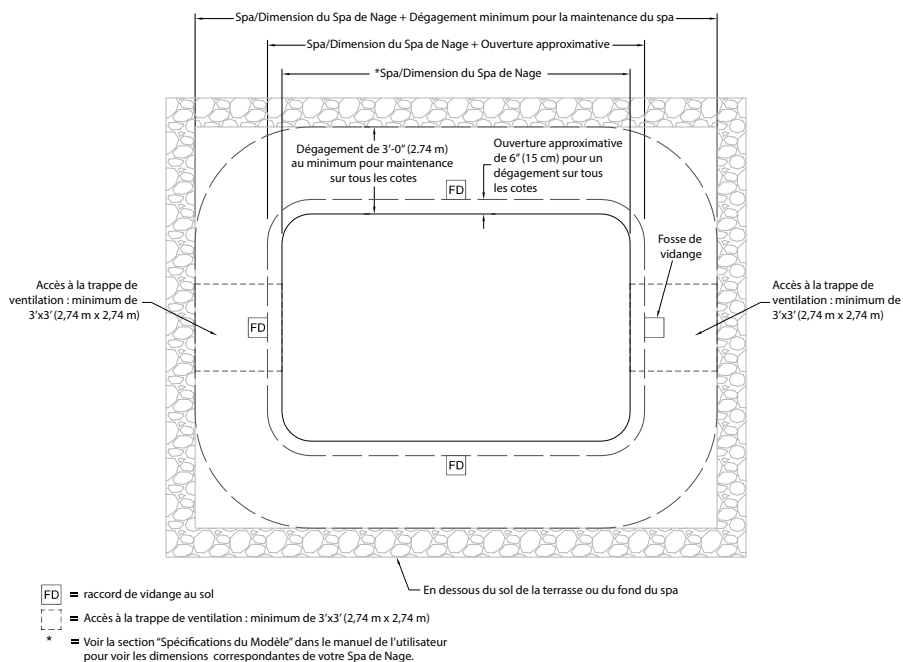 Spa/Dimension du Spa de Nage + Dégagement minimum pour la maintenance du spa
Spa/Dimension du Spa de Nage + Ouverture approximative
*Spa/Dimension du Spa de Nage
Dégagement de 3'-0" (2.74 m)
au minimum pour maintenance
sur tous les cotes
Ouverture approximative
de 6" (15 cm) pour un
dégagement sur tous
les cotes
FD
Fosse de
vidange
Accès à la trappe de
ventilation : minimum de
3'x3' (2,74 m x 2,74 m)
FD
Accès à la trappe de
ventilation : minimum de
3'x3' (2,74 m x 2,74 m)
FD
En dessous du sol de la terrasse ou du fond du spa
FD = raccord de vidange au sol
= Accès à la trappe de ventilation : minimum de 3'x3' (2,74 m x 2,74 m)
* = Voir la section "Spécifications du Modèle" dans le manuel de l'utilisateur
pour voir les dimensions correspondantes de votre Spa de Nage.